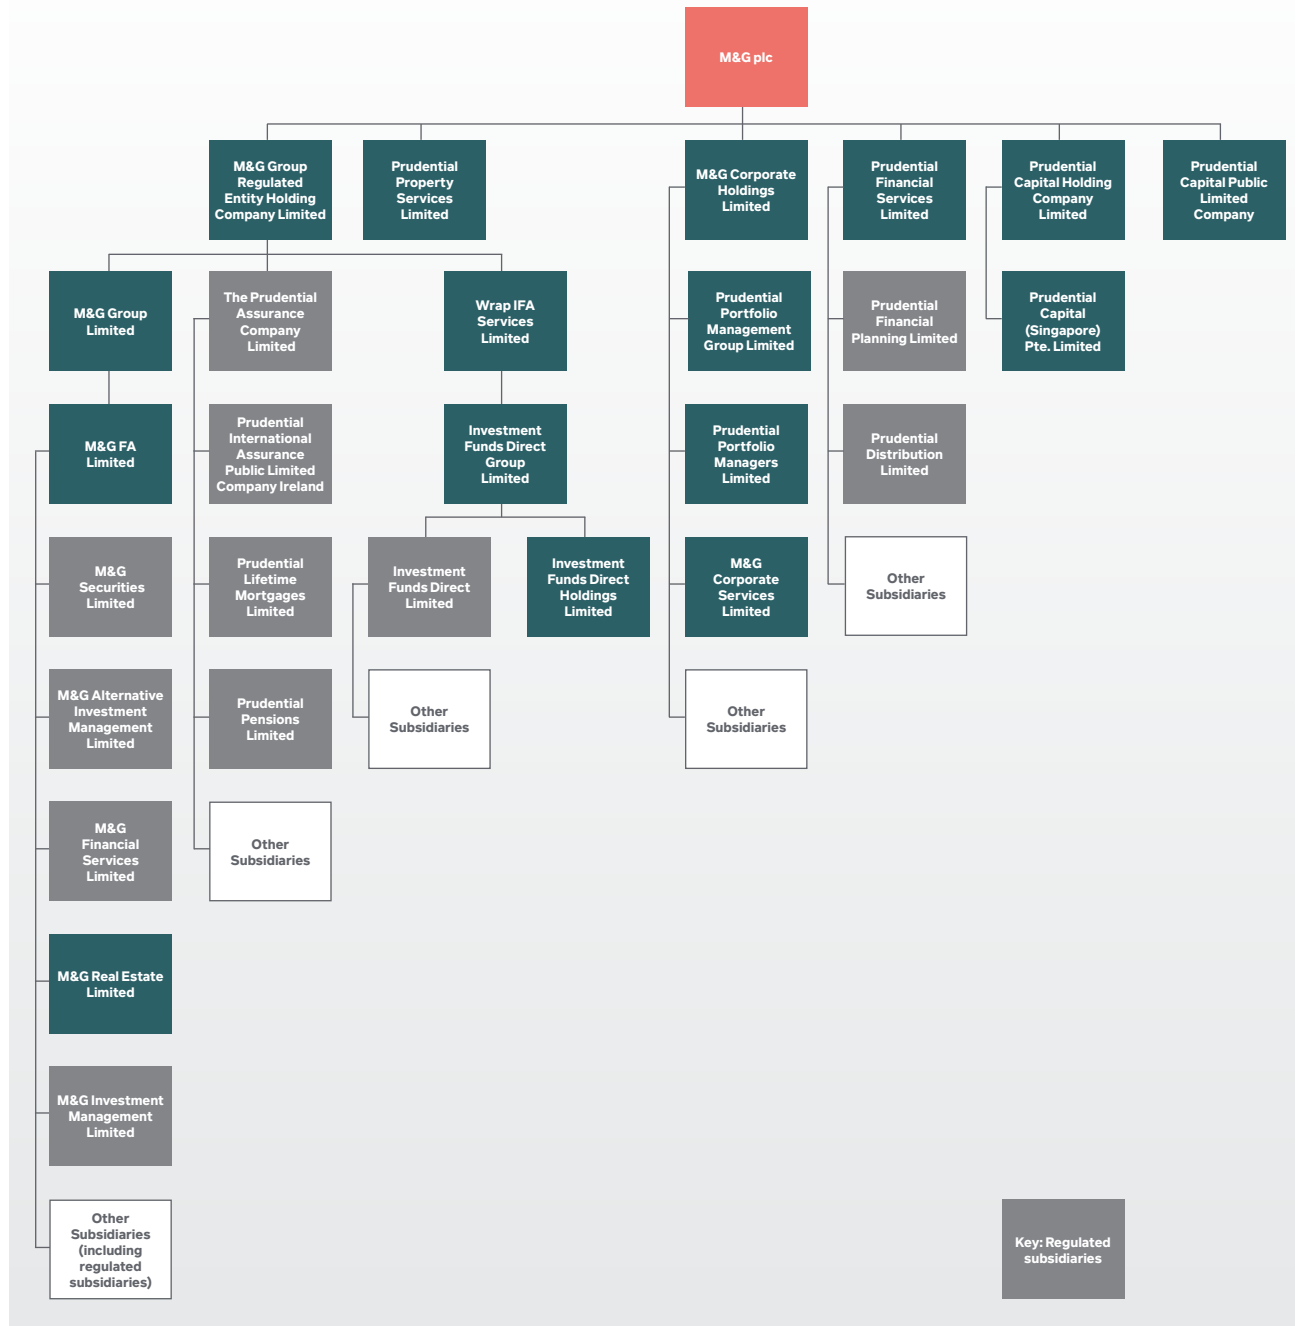 M&G plc
M&G Group
Regulated
Entity Holding
Company Limited
Prudential
Property
Services
Limited
M&G Corporate
Holdings
Limited
Prudential
Financial
Services
Limited
Prudential
Capital Holding
Company
Limited
Prudential
Capital Public
Limited
Company
M&G Group
Limited
The Prudential
Assurance
Company
Limited
Wrap IFA
Services
Limited
Prudential
Portfolio
Management
Group Limited
Prudential
Financial
Planning Limited
Prudential
Capital
(Singapore)
Pte. Limited
M&G FA
Limited
Prudential
International
Assurance
Public Limited
Company Ireland
Investment
Funds Direct
Group
Limited
Prudential
Portfolio
Managers
Limited
Prudential
Distribution
Limited
M&G
Securities
Limited
Prudential
Lifetime
Mortgages
Limited
Investment
Funds Direct
Limited
Investment
Funds Direct
Holdings
Limited
M&G
Corporate
Services
Limited
Other
Subsidiaries
M&G Alternative
Investment
Management
Limited
Prudential
Pensions
Limited
Other
Subsidiaries
Other
Subsidiaries
M&G
Financial
Services
Limited
Other
Subsidiaries
M&G Real Estate
Limited
M&G Investment
Management
Limited
Other
Subsidiaries
(including
regulated
subsidiaries)
Key: Regulated
subsidiaries